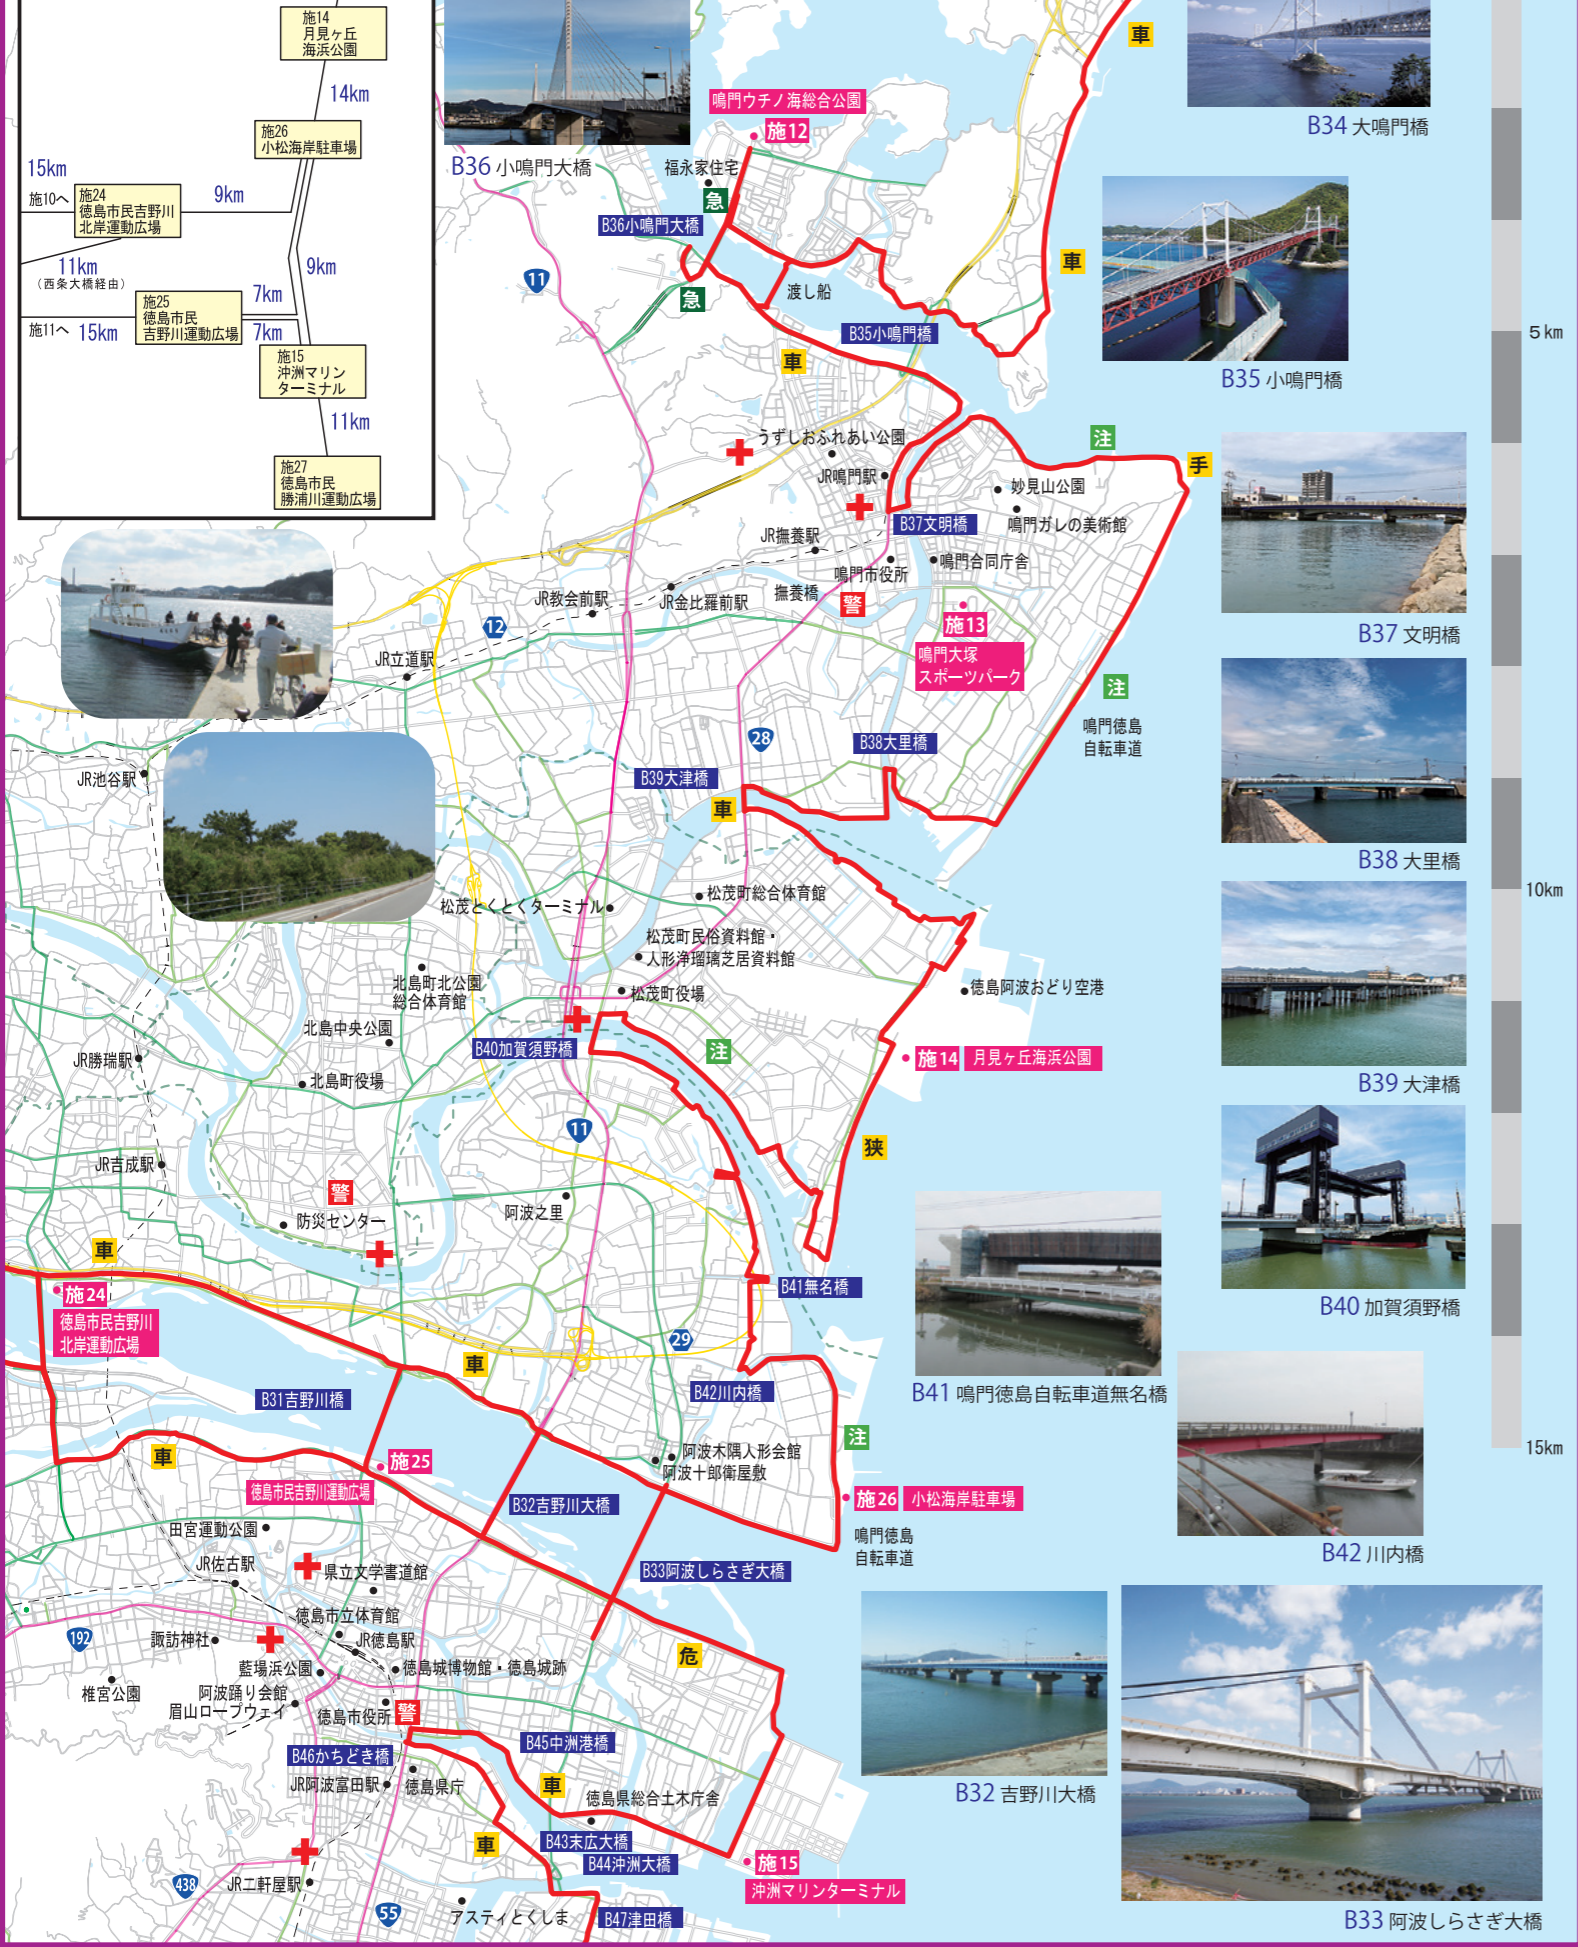 施14
月見ヶ丘
海浜公園
14km
施26
小松海岸駐車場
15km
施10へ
施24
徳島市民吉野川
北岸運動広場
9km
11km
(西条大橋経由)
9km
施25
徳島市民
吉野川運動広場
7km
7km
施11へ 15km
施15
沖洲マリン
ターミナル
11km
施27
徳島市民
勝浦川運動広場
B36 小鳴門大橋
鳴門ウチノ海総合公園
施12
福永家住宅
急
B36小鳴門大橋
急
渡し船
11
車
B34 大鳴門橋
車
B35小鳴門橋
車
B35 小鳴門橋
5km
うずしおふれあい公園
JR鳴門駅
注
手
妙見山公園
鳴門ガレの美術館
B37文明橋
JR撫養駅
鳴門市役所
鳴門合同庁舎
撫養橋
警
JR教会前駅
JR金比羅前駅
12
JR立道駅
施13
鳴門大塚
スポーツパーク
B37 文明橋
注
鳴門徳島
自転車道
28
B38大里橋
B39大津橋
車
JR池谷駅
B38 大里橋
10km
松茂とくとくターミナル
松茂町総合体育館
松茂町民俗資料館・
人形浄瑠璃芝居資料館
松茂町役場
徳島阿波おどり空港
北島町北公園
総合体育館
北島中央公園
B40加賀須野橋
注
施14 月見ヶ丘海浜公園
JR勝瑞駅
北島町役場
B39 大津橋
11
狭
JR吉成駅
警
防災センター
阿波之里
車
B41無名橋
B40 加賀須野橋
施24
徳島市民吉野川
北岸運動広場
29
車
B31吉野川橋
B42川内橋
B41 鳴門徳島自転車道無名橋
注
車
阿波木偶人形会館
阿波十郎衛屋敷
施25
徳島市民吉野川運動広場
15km
B32吉野川大橋
施26 小松海岸駐車場
鳴門徳島
自転車道
B42 川内橋
田宮運動公園
JR佐古駅
県立文学書道館
B33阿波しらさぎ大橋
徳島市立体育館
JR徳島駅
192
諏訪神社
危
藍場浜公園
徳島城博物館・徳島城跡
椎宮公園
阿波踊り会館
眉山ロープウェイ
徳島市役所
警
B45中洲港橋
B46かちどき橋
JR阿波富田駅
徳島県庁
車
徳島県総合土木庁舎
B32 吉野川大橋
車
B43末広大橋
B44沖洲大橋
施15
沖洲マリンターミナル
438
JR二軒屋駅
55
アスティとくしま
B47津田橋
B33 阿波しらさぎ大橋